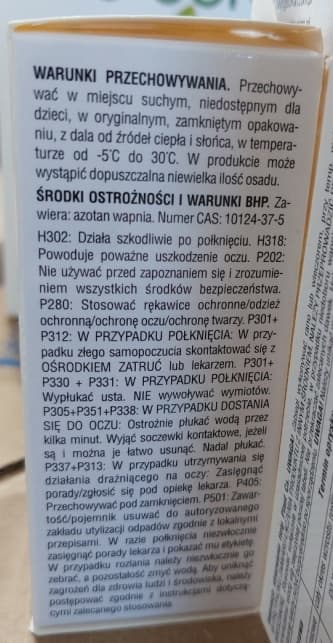 WARUNKI PRZECHOWYWANIA. Przechowy-
wać w miejscu suchym, niedostępnym dla
dzieci, w oryginalnym, zamkniętym opakowa-
niu, z dala od źródeł ciepła i słońca, w tempera-
turze od -5˚C do 30˚C. W produkcie może
wystąpić dopuszczalna niewielka ilość osadu.
ŚRODKI OSTROŻNOŚCI I WARUNKI BHP. Za-
wiera: azotan wapnia. Numer CAS: 10124-37-5
H302: Działa szkodliwie po połknięciu. H318:
Powoduje poważne uszkodzenie oczu. P202:
Nie używać przed zapoznaniem się i zrozumie-
niem wszystkich środków bezpieczeństwa.
P280: Stosować rękawice ochronne/odzież
ochronną/ochronę oczu/ochronę twarzy. P301+
P312: W PRZYPADKU POŁKNIĘCIA: W przy-
padku złego samopoczucia skontaktować się z
OŚRODKIEM ZATRUĆ lub lekarzem. P301+
P330 + P331: W PRZYPADKU POŁKNIĘCIA:
Wypłukać usta. NIE wywoływać wymiotów.
P305+P351+P338: W PRZYPADKU DOSTANIA
SIĘ DO OCZU: Ostrożnie płukać wodą przez
kilka minut. Wyjąć soczewki kontaktowe, jeżeli
są i można je łatwo usunąć. Nadal płukać.
P337+P313: W przypadku utrzymywania się
działania drażniącego na oczy: Zasięgnąć
porady/zgłosić się pod opiekę lekarza. P405:
Przechowywać pod zamknięciem. P501: Zawar-
tość/pojemnik usuwać do autoryzowanego
zakładu utylizacji odpadów zgodnie z lokalnymi
przepisami. W razie połknięcia niezwłocznie
zasięgnąć porady lekarza i pokazać mu etykietę.
W przypadku rozlania niezwłocznie go
zebrać, a pozostałość zmyć wodą. Aby uniknąć
zagrożeń dla zdrowia ludzi i środowiska, należy
postępować zgodnie z instrukcjami dotyczą-
cymi zalecanego stosowania